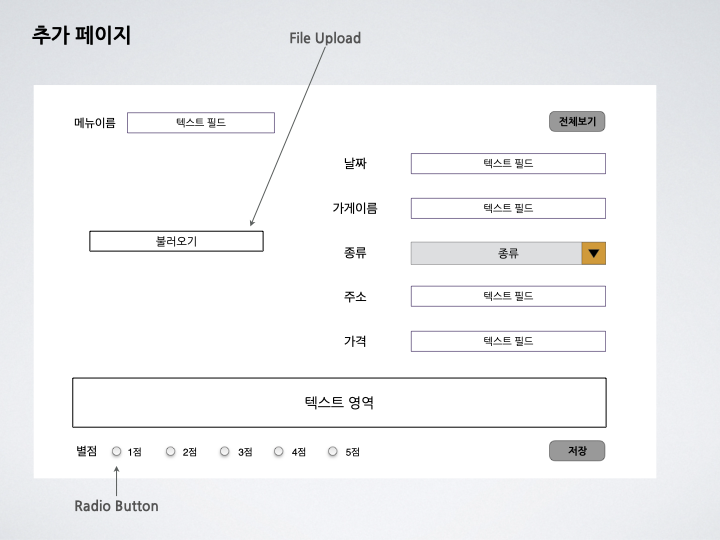 추가 페이지
File Upload
메뉴이름 텍스트 필드 전체보기
날짜 텍스트 필드
가게이름 텍스트 필드
불러오기
종류 종류
주소 텍스트 필드
가격 텍스트 필드
텍스트 영역
별점 1점 2점 3점 4점 5점 저장
Radio Button